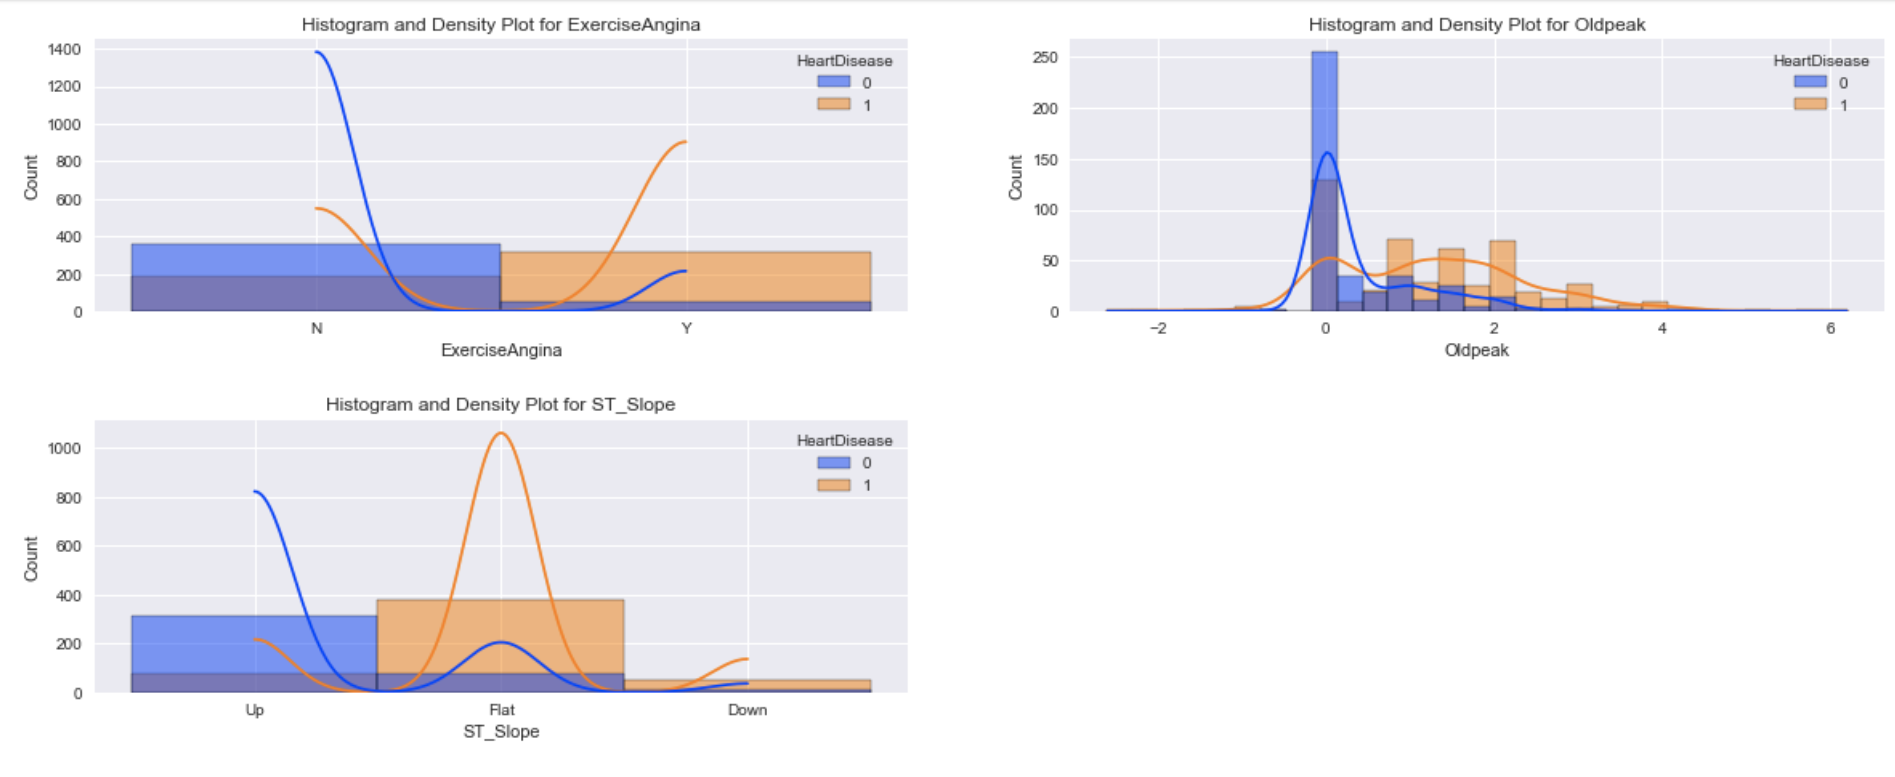 Histogram and Density Plot for ExerciseAngina
1400
1200
1000
800
600
400
200
0
Count
HeartDisease
0
1
N Y
ExerciseAngina
Histogram and Density Plot for Oldpeak
250
200
150
100
50
0
Count
HeartDisease
0
1
−2 0 2 4 6
Oldpeak
Histogram and Density Plot for ST_Slope
1000
800
600
400
200
0
Count
HeartDisease
0
1
Up Flat Down
ST_Slope